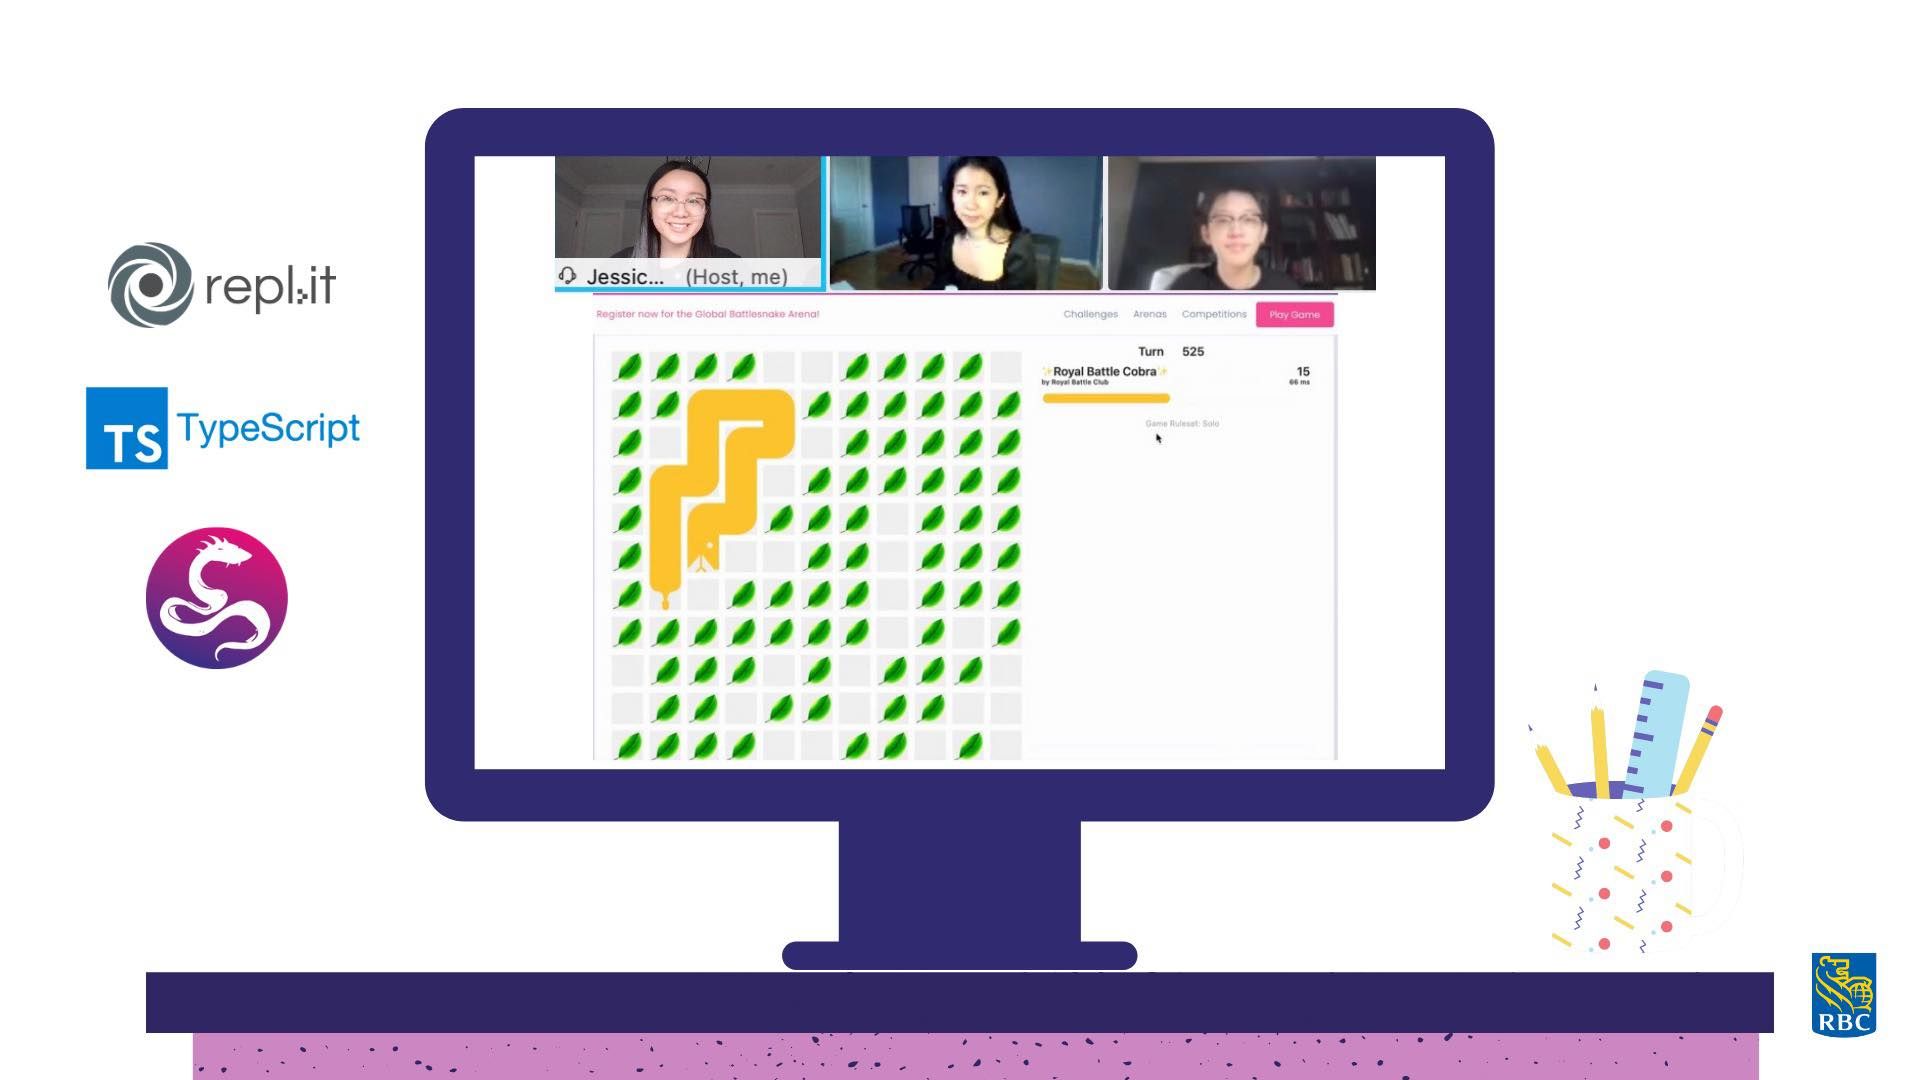 repl.it
TS TypeScript
Jessic... (Host, me)
Register now for the Global Battlesnake Arena!
Challenges Arenas Competitions Play Game
Turn 525
✨Royal Battle Cobra✨ 15
by Royal Battle Club 66 ms
Game Ruleset: Solo
RBC